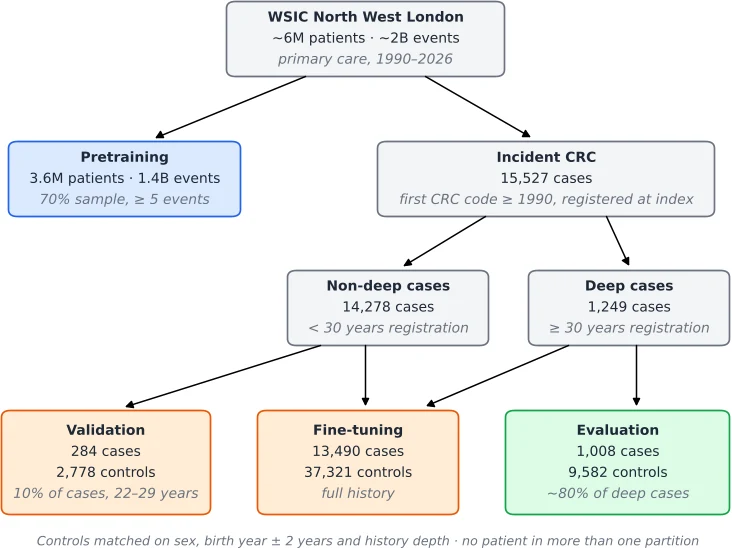 WSIC North West London
~6M patients · ~2B events
primary care, 1990–2026
Pretraining
3.6M patients · 1.4B events
70% sample, ≥ 5 events
Incident CRC
15,527 cases
first CRC code ≥ 1990, registered at index
Non-deep cases
14,278 cases
< 30 years registration
Deep cases
1,249 cases
≥ 30 years registration
Validation
284 cases
2,778 controls
10% of cases, 22–29 years
Fine-tuning
13,490 cases
37,321 controls
full history
Evaluation
1,008 cases
9,582 controls
~80% of deep cases
Controls matched on sex, birth year ± 2 years and history depth · no patient in more than one partition